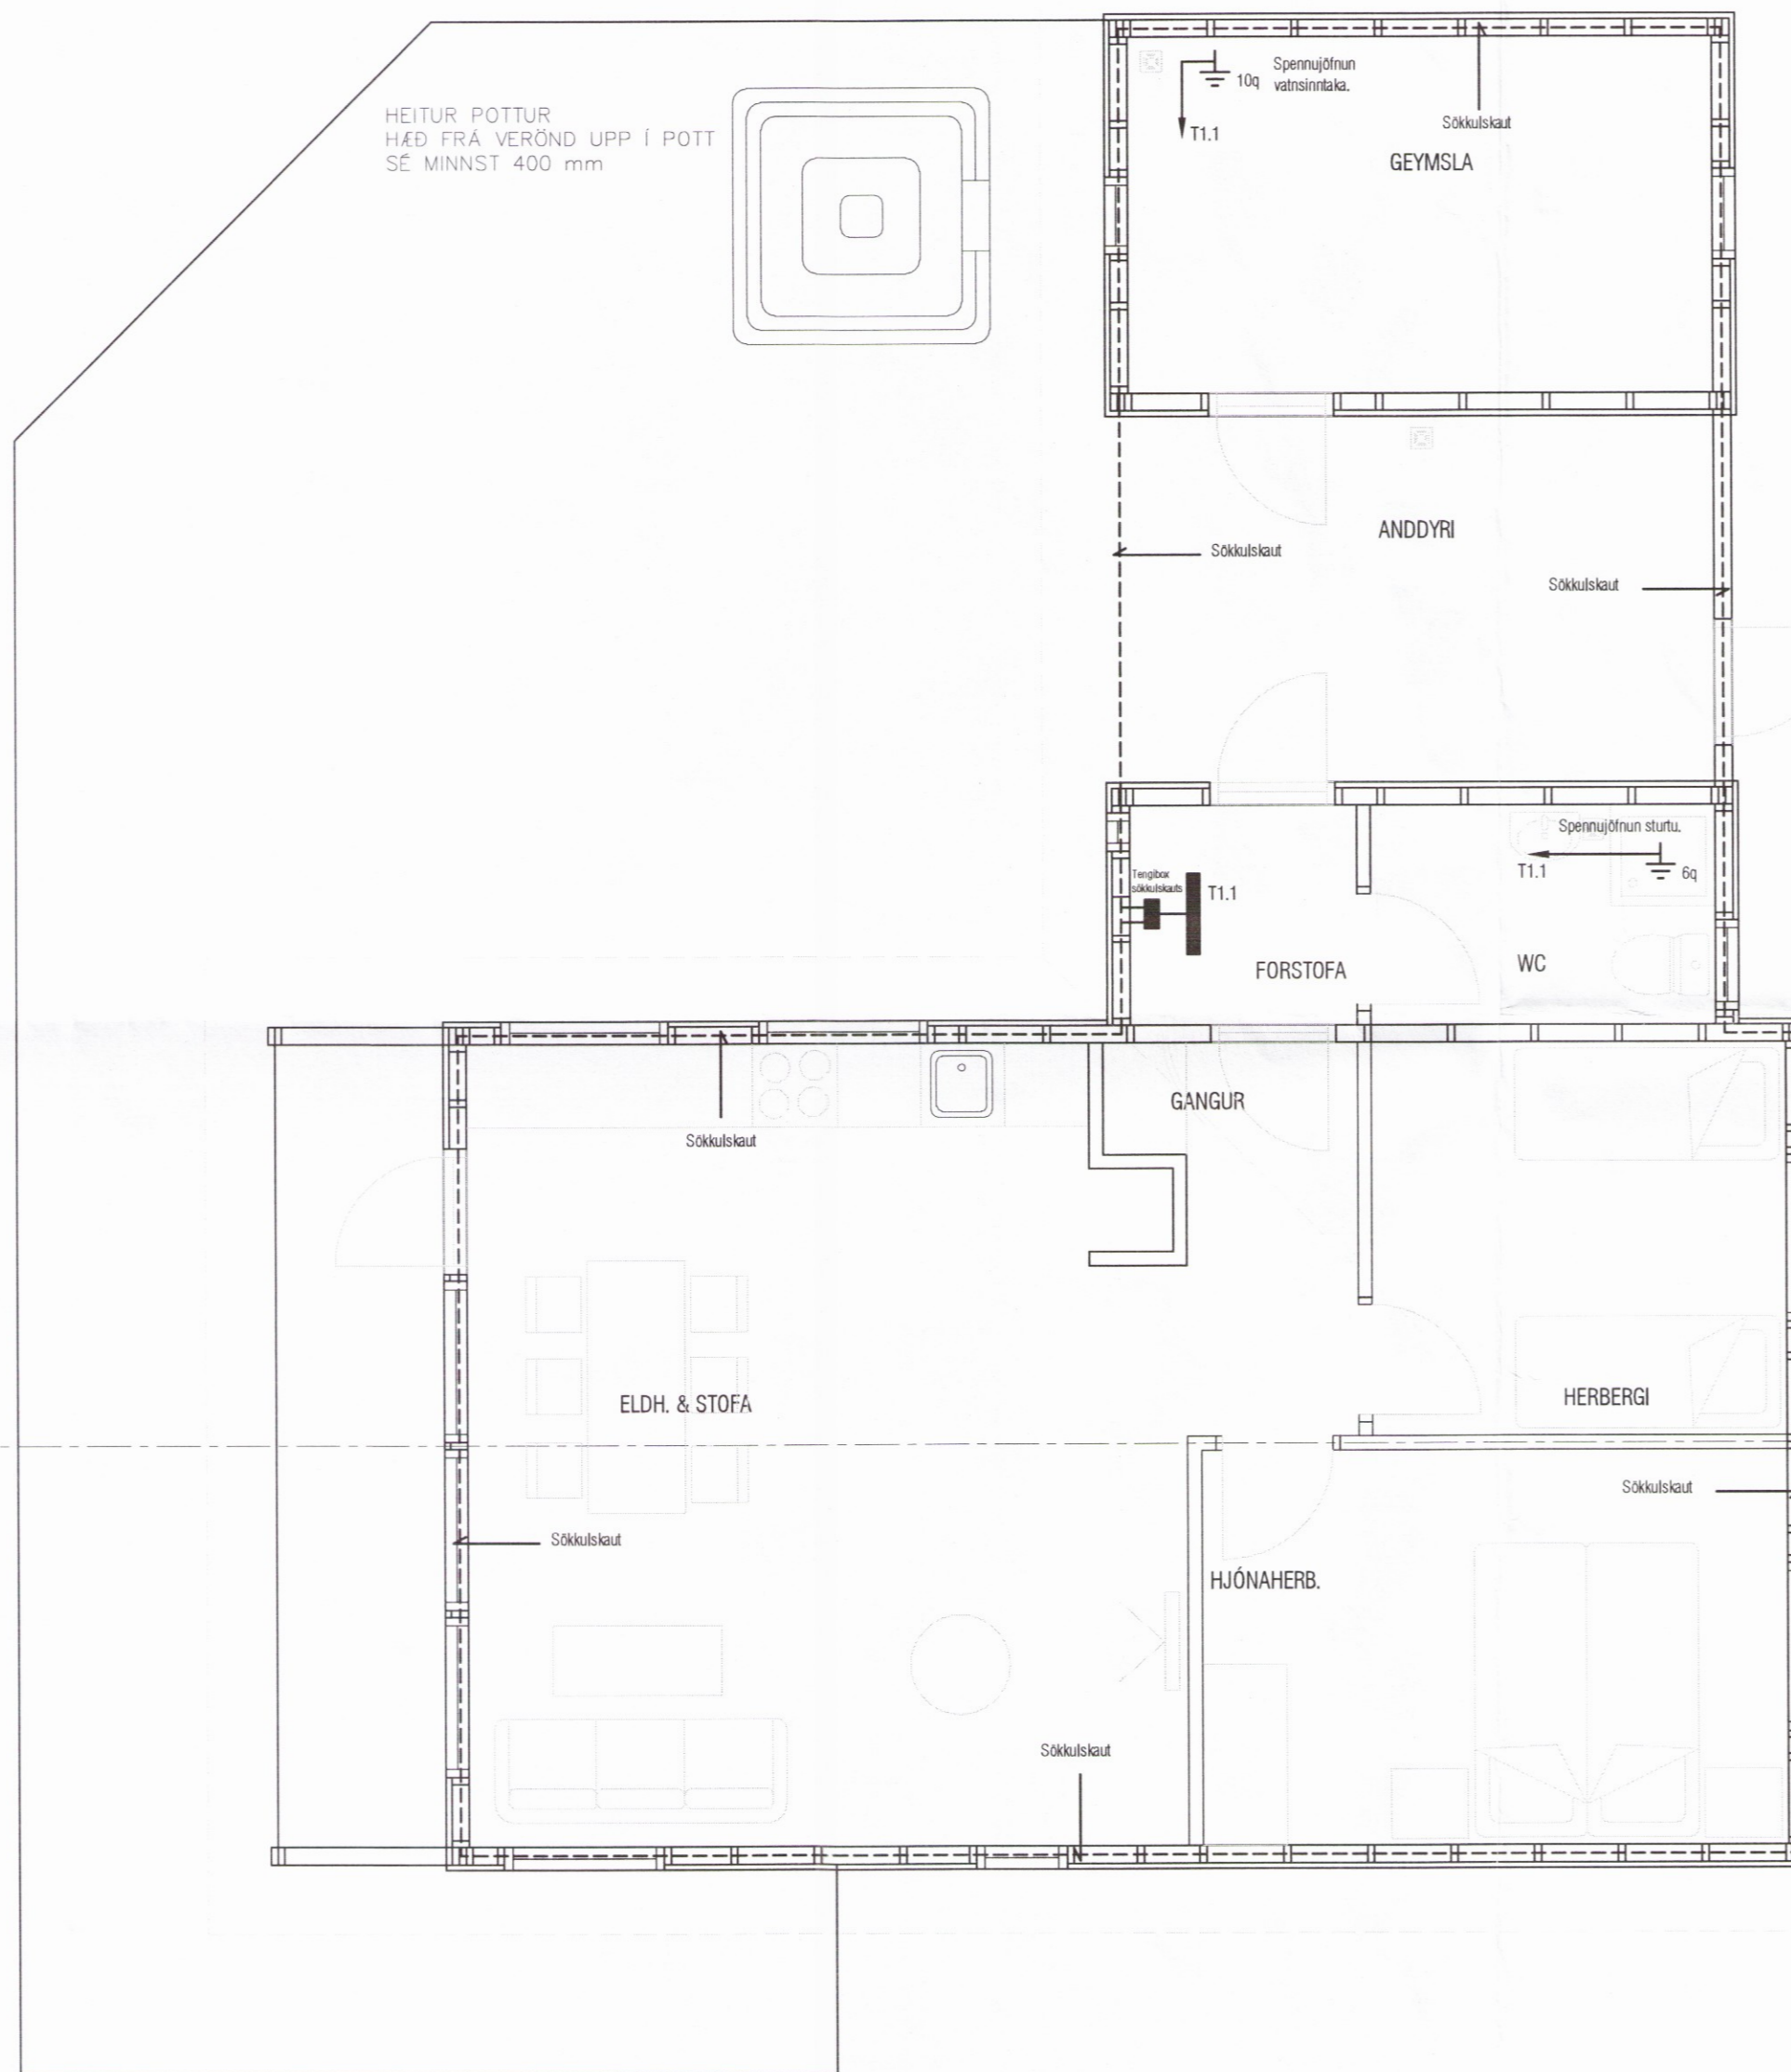 HEITUR POTTUR
HÆÐ FRÁ VERÖND UPP Í POTT
SÉ MINNST 400 mm
10q
Spennujöfnun
vatnsinntaka.
T1.1
Sökkulskaut
GEYMSLA
ANDDYRI
Sökkulskaut
Sökkulskaut
Spennujöfnun sturtu.
T1.1
6q
Tengibox
sökkulskauts
T1.1
FORSTOFA
WC
GANGUR
Sökkulskaut
ELDH. & STOFA
HERBERGI
Sökkulskaut
Sökkulskaut
HJÓNAHERB.
Sökkulskaut